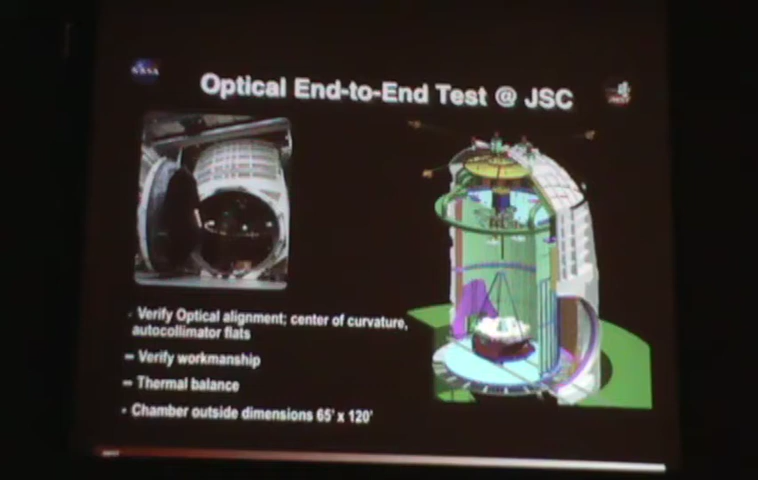 NASA
Optical End-to-End Test @ JSC
- Verify Optical alignment; center of curvature,
autocollimator flats
– Verify workmanship
– Thermal balance
• Chamber outside dimensions 65' x 120'